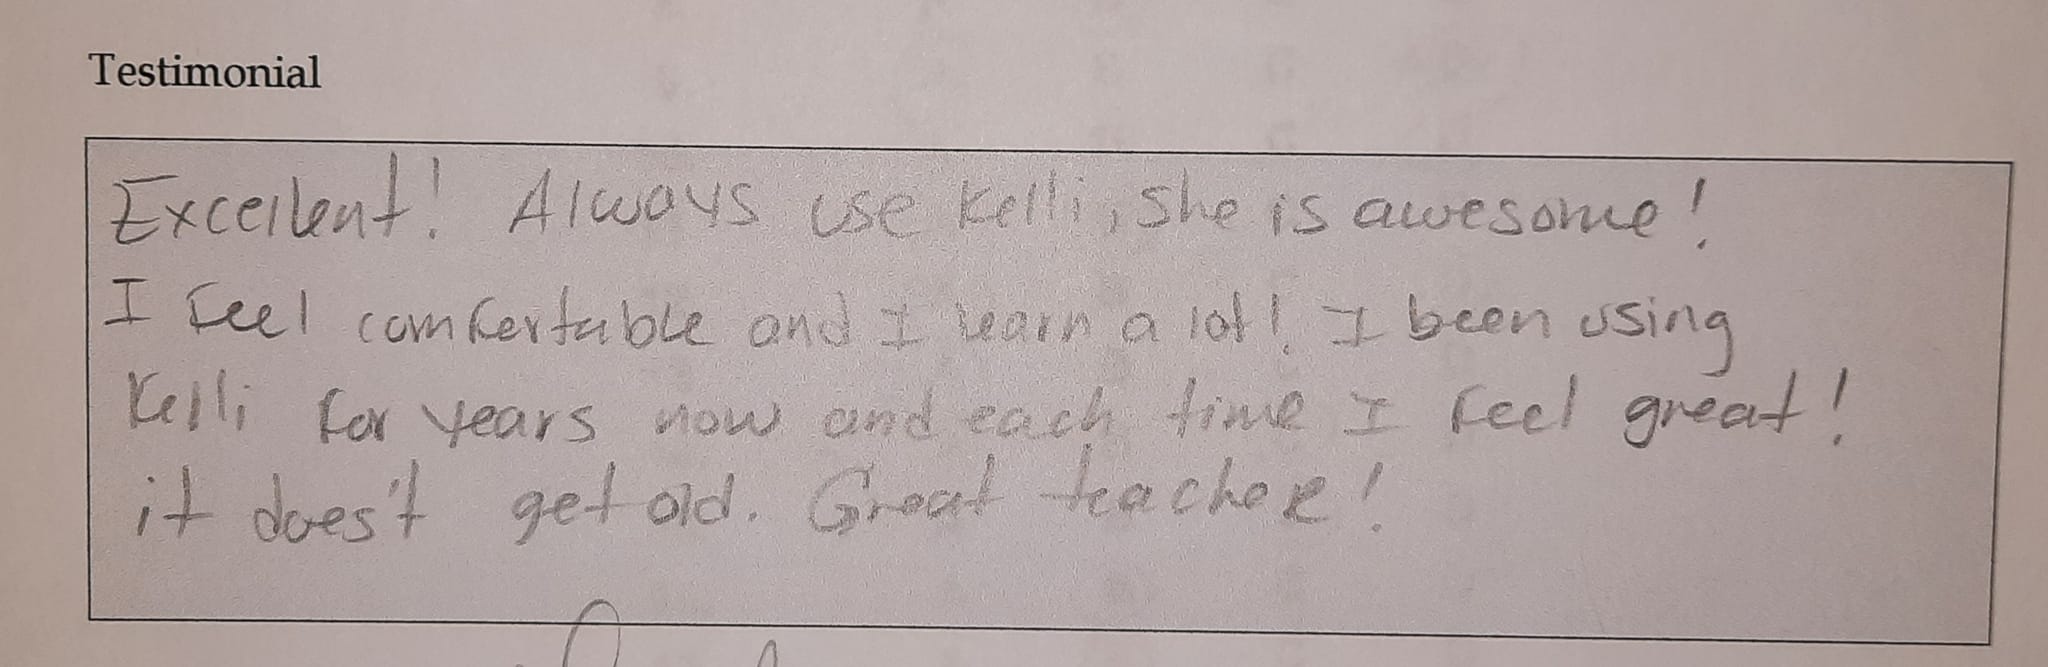 Testimonial
Excellent! Always use Kelli, she is awesome!
I feel comfertable and I learn a lot! I been using
Kelli for years now and each time I feel great!
it does't get old. Great teacher!